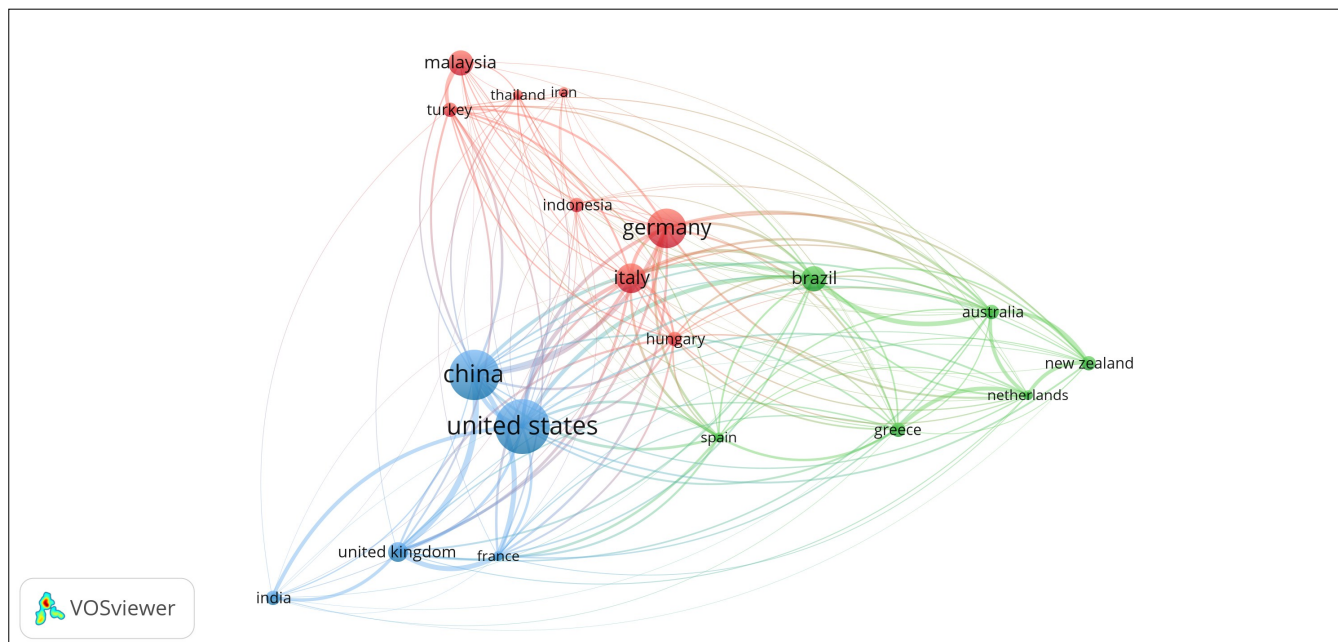 malaysia
thailand
iran
turkey
indonesia
germany
italy
brazil
australia
hungary
new zealand
china
netherlands
united states
greece
spain
united kingdom
france
india
VOSviewer